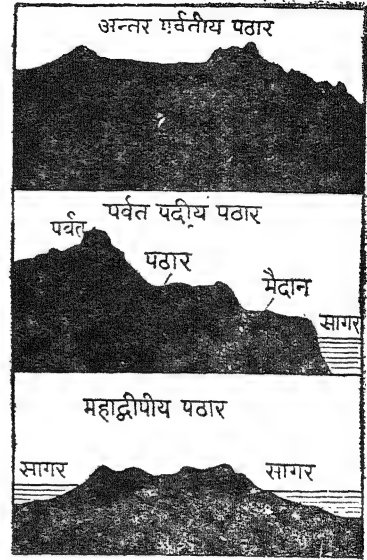 अन्तर पर्वतीय पठार
पर्वत पदीय पठार
पर्वत
पठार
मैदान
सागर
महाद्वीपीय पठार
सागर
सागर